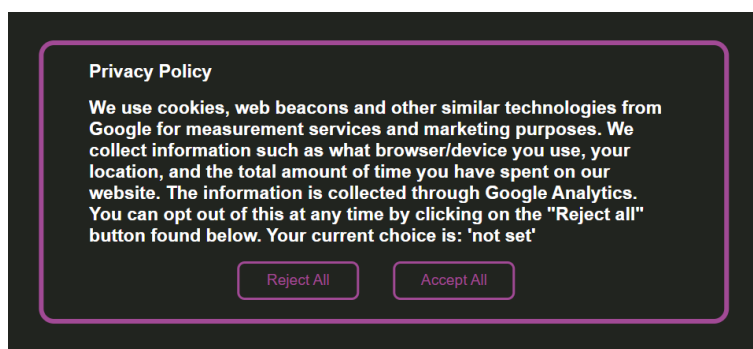 Privacy Policy
We use cookies, web beacons and other similar technologies from
Google for measurement services and marketing purposes. We
collect information such as what browser/device you use, your
location, and the total amount of time you have spent on our
website. The information is collected through Google Analytics.
You can opt out of this at any time by clicking on the "Reject all"
button found below. Your current choice is: 'not set'
Reject All
Accept All